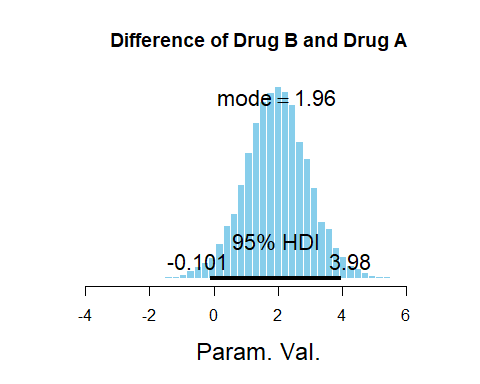 Difference of Drug B and Drug A
mode = 1.96
95% HDI
-0.101 3.98
-4 -2 0 2 4 6
Param. Val.